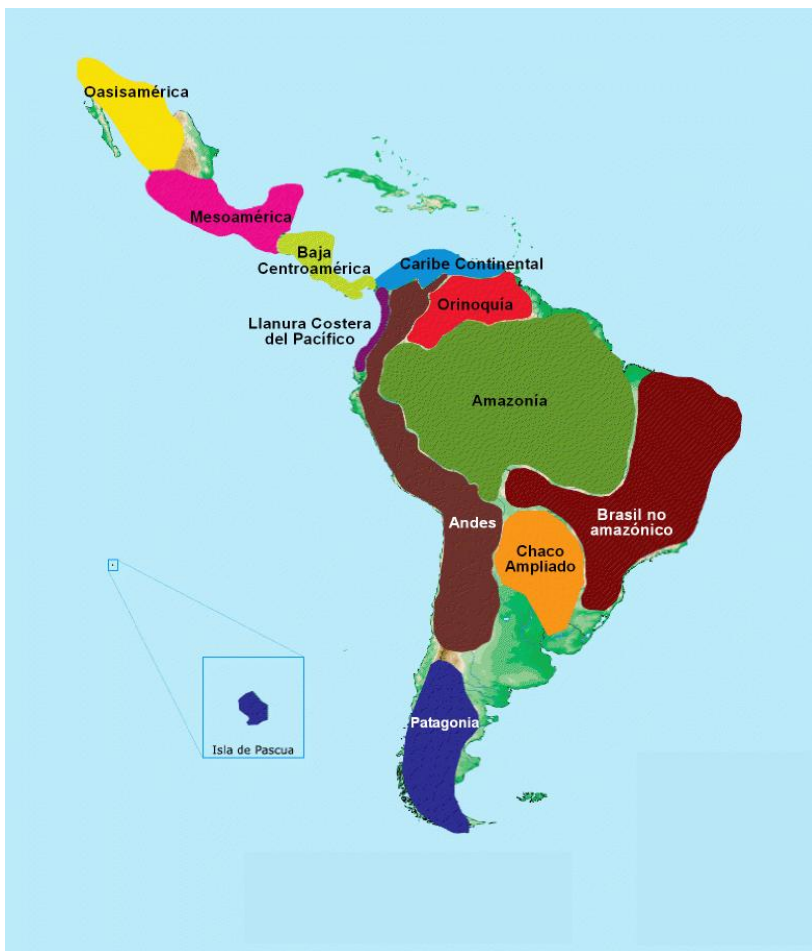 Oasisamérica
Mesoamérica
Baja
Centroamérica
Caribe Continental
Orinoquía
Llanura Costera
del Pacífico
Amazonía
Brasil no
amazónico
Andes
Chaco
Ampliado
Patagonia
Isla de Pascua